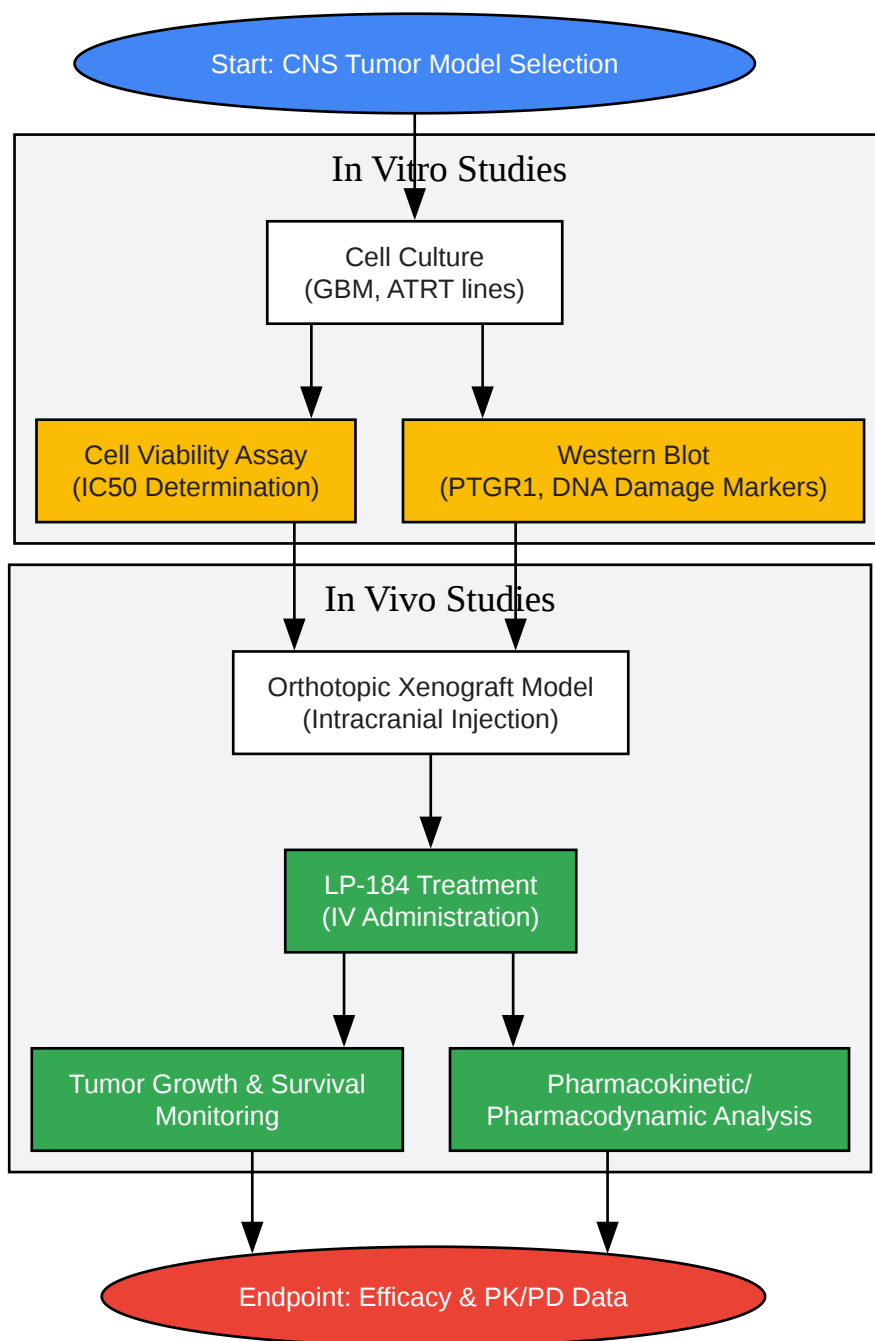 Start: CNS Tumor Model Selection
In Vitro Studies
Cell Culture
(GBM, ATRT lines)
Cell Viability Assay
(IC50 Determination)
Western Blot
(PTGR1, DNA Damage Markers)
In Vivo Studies
Orthotopic Xenograft Model
(Intracranial Injection)
LP-184 Treatment
(IV Administration)
Tumor Growth & Survival
Monitoring
Pharmacokinetic/
Pharmacodynamic Analysis
Endpoint: Efficacy & PK/PD Data